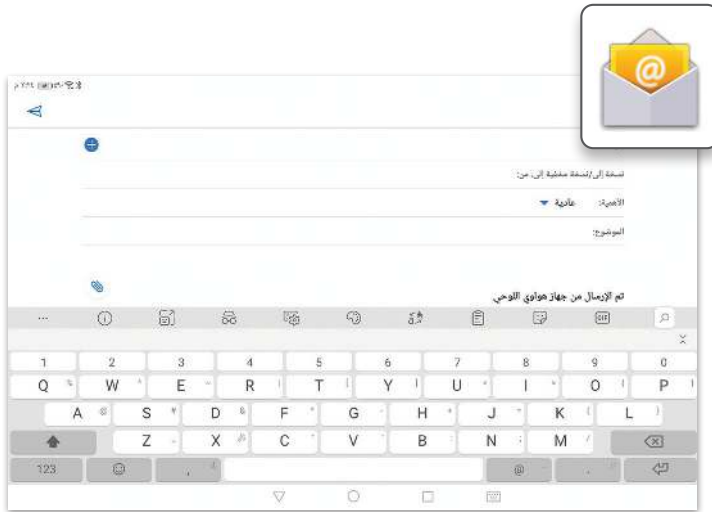 نسخة إلى/نسخة مخفية إلى، من:
الأهمية: عادية
الموضوع:
تم الإرسال من جهاز هواوي اللوحي
GIF
1 2 3 4 5 6 7 8 9 0
Q W E R T Y U I O P
A S D F G H J K L
Z X C V B N M
123 , @ .